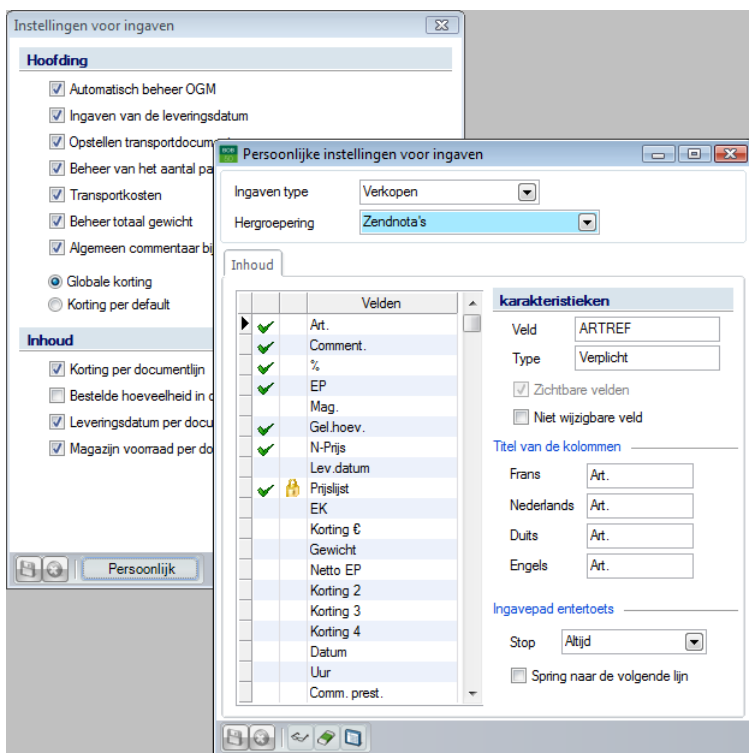 Instellingen voor ingaven
Hoofding
Automatisch beheer OGM
Ingaven van de leveringsdatum
Opstellen transportdocument
Beheer van het aantal pa
Transportkosten
Beheer totaal gewicht
Algemeen commentaar bij
Globale korting
Korting per default
Inhoud
Korting per documentlijn
Bestelde hoeveelheid in d
Leveringsdatum per docu
Magazijn voorraad per do
Persoonlijk
BOB 50
Persoonlijke instellingen voor ingaven
Ingaven type
Verkopen
Hergroepering
Zendnota's
Inhoud
Velden
Art.
Comment.
%
EP
Mag.
Gel.hoev.
N-Prijs
Lev.datum
Prijslijst
EK
Korting €
Gewicht
Netto EP
Korting 2
Korting 3
Korting 4
Datum
Uur
Comm. prest.
karakteristieken
Veld
ARTREF
Type
Verplicht
Zichtbare velden
Niet wijzigbare veld
Titel van de kolommen
Frans
Art.
Nederlands
Art.
Duits
Art.
Engels
Art.
Ingavepad entertoets
Stop
Altijd
Spring naar de volgende lijn